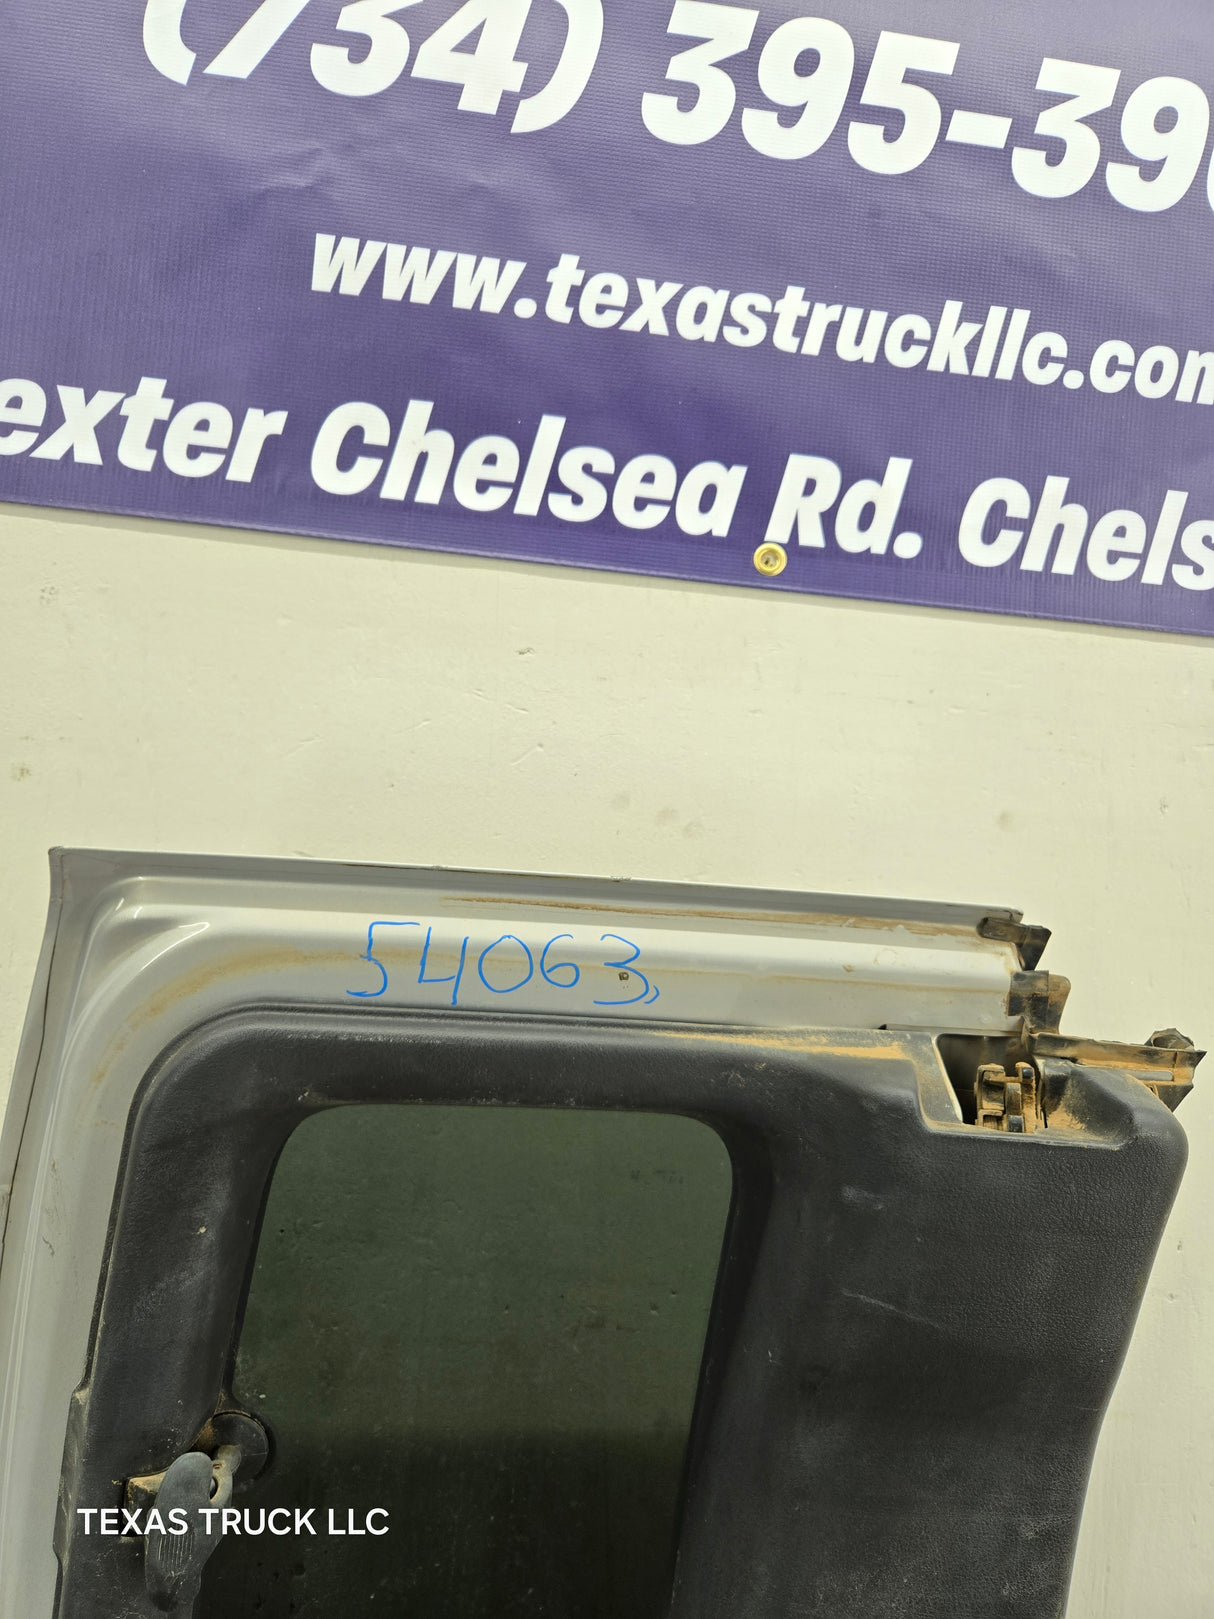 (734) 395-39
www.texastruckllc.com
exter Chelsea Rd. Chels
54063,
TEXAS TRUCK LLC